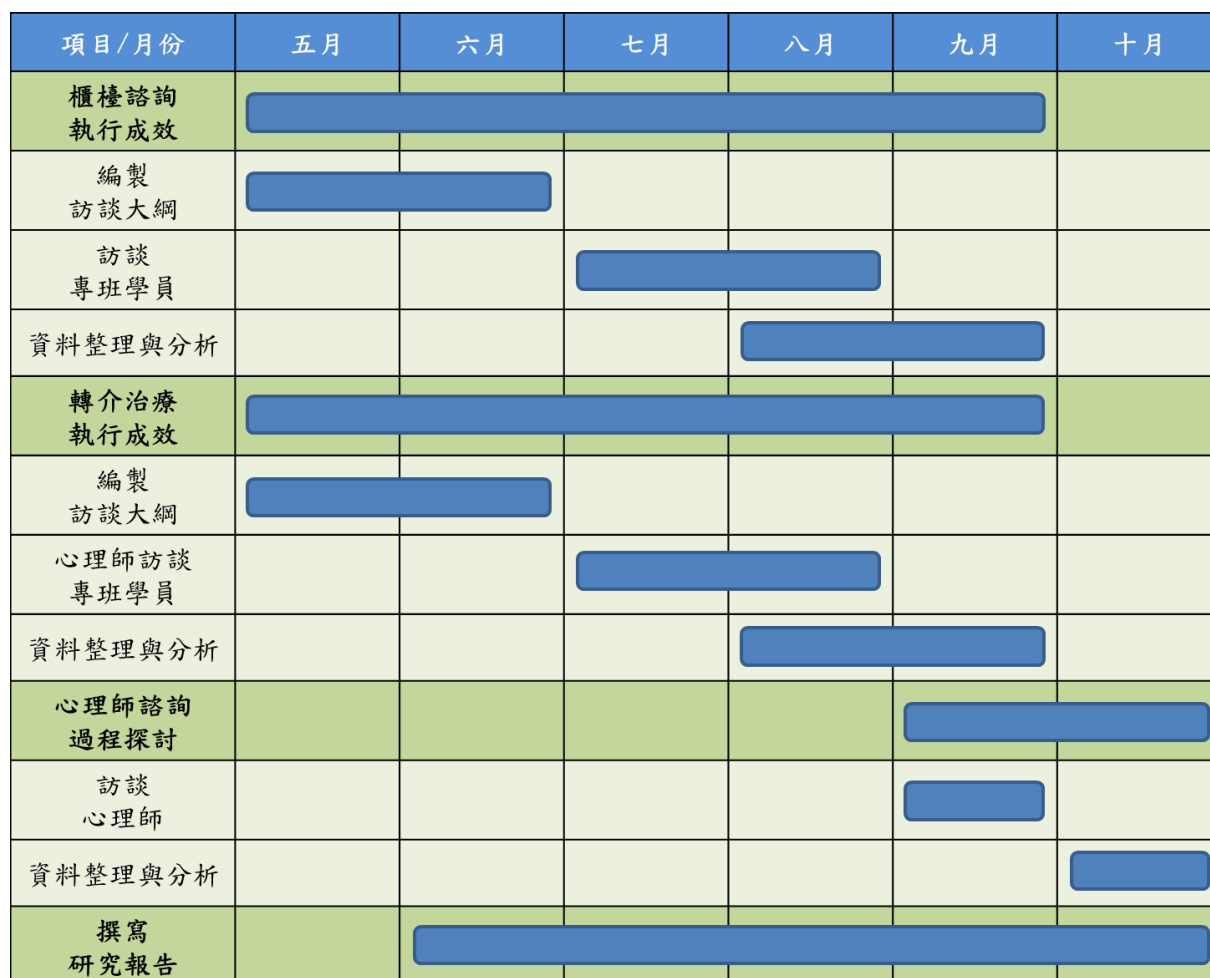 項目/月份 五月 六月 七月 八月 九月 十月
櫃檯諮詢
執行成效
編製
訪談大綱
訪談
專班學員
資料整理與分析
轉介治療
執行成效
編製
訪談大綱
心理師訪談
專班學員
資料整理與分析
心理師諮詢
過程探討
訪談
心理師
資料整理與分析
撰寫
研究報告